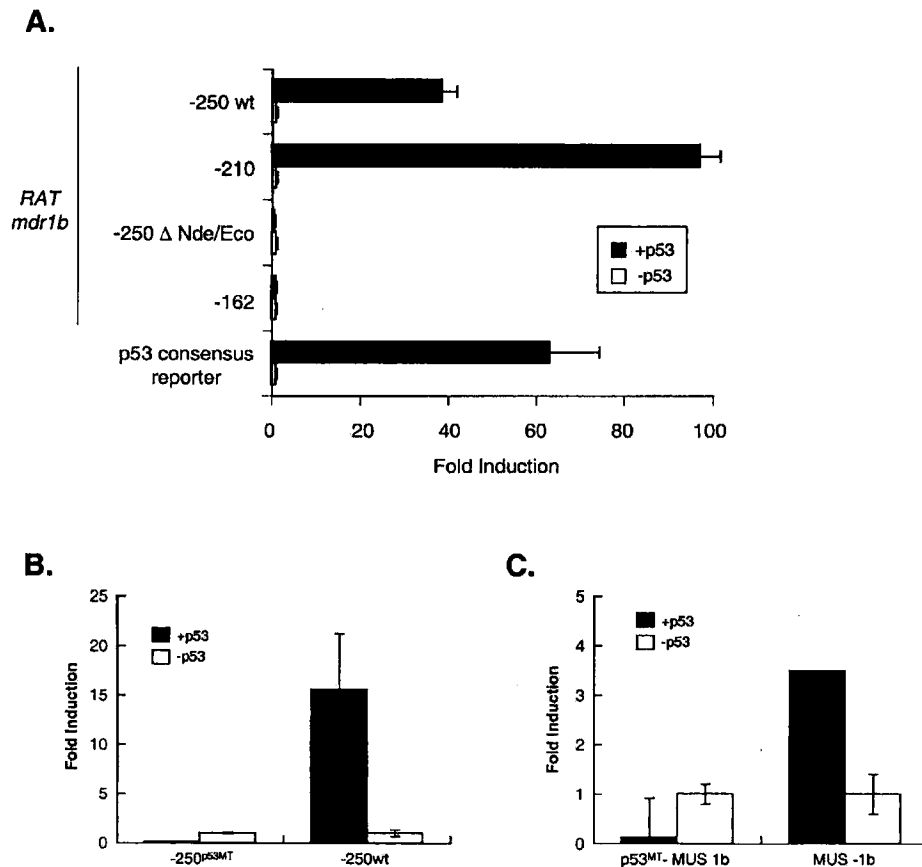 A.
RAT
mdr1b
-250 wt
-210
-250 Δ Nde/Eco
-162
p53 consensus
reporter
+p53
-p53
0 20 40 60 80 100
Fold Induction
B.
Fold Induction
25
20
15
10
5
0
+p53
-p53
-250p53MT
-250wt
C.
Fold Induction
5
4
3
2
1
0
+p53
-p53
p53MT- MUS 1b
MUS -1b